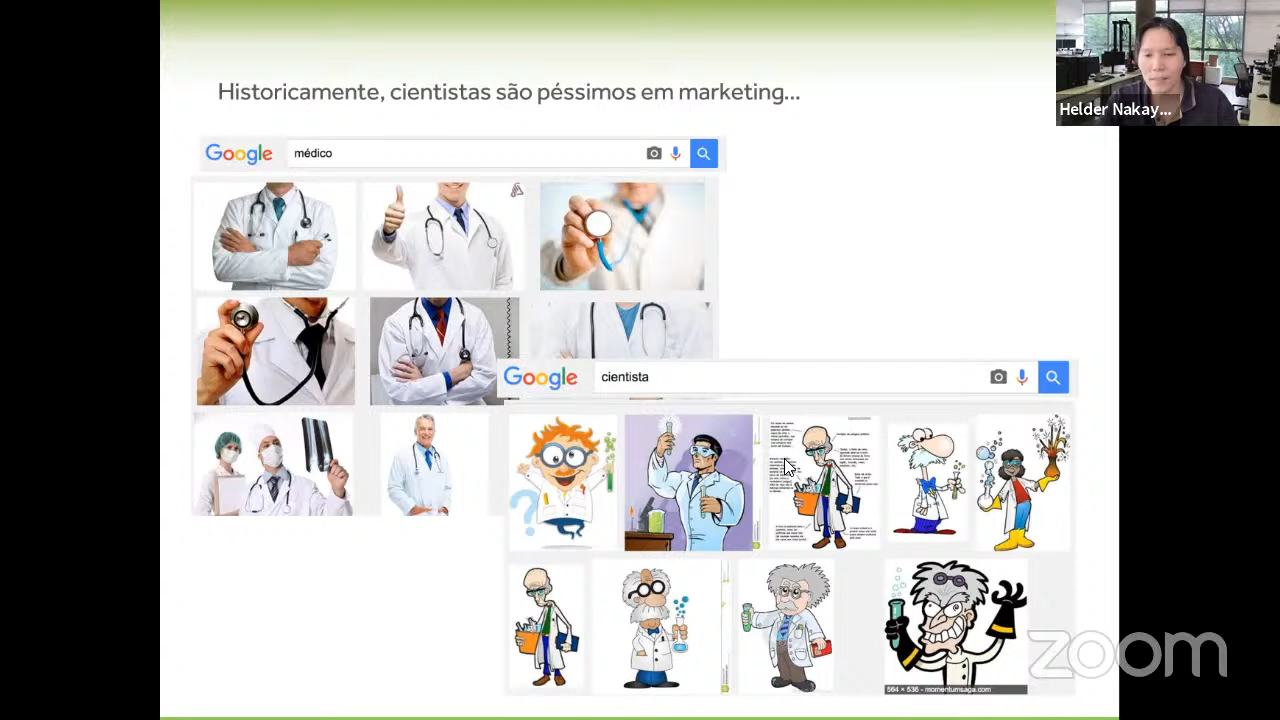 Historicamente, cientistas são péssimos em marketing...
Helder Nakay...
Google
médico
Google
cientista
564 × 536 - momentumsaga.com
zoom